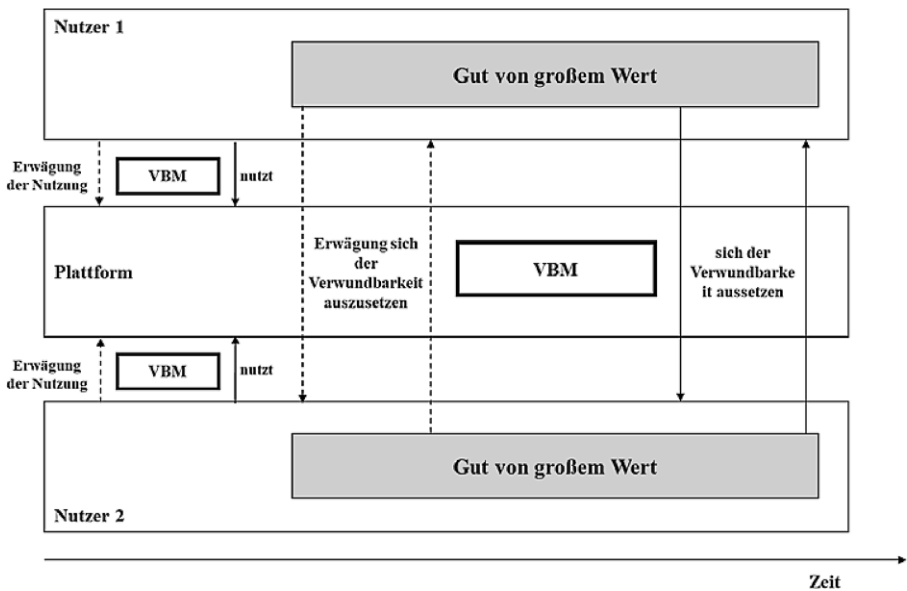 Nutzer 1
Gut von großem Wert
Erwägung
der Nutzung
VBM
nutzt
Plattform
Erwägung sich
der
Verwundbarkeit
auszusetzen
VBM
sich der
Verwundbarke
it aussetzen
Erwägung
der Nutzung
VBM
nutzt
Gut von großem Wert
Nutzer 2
Zeit